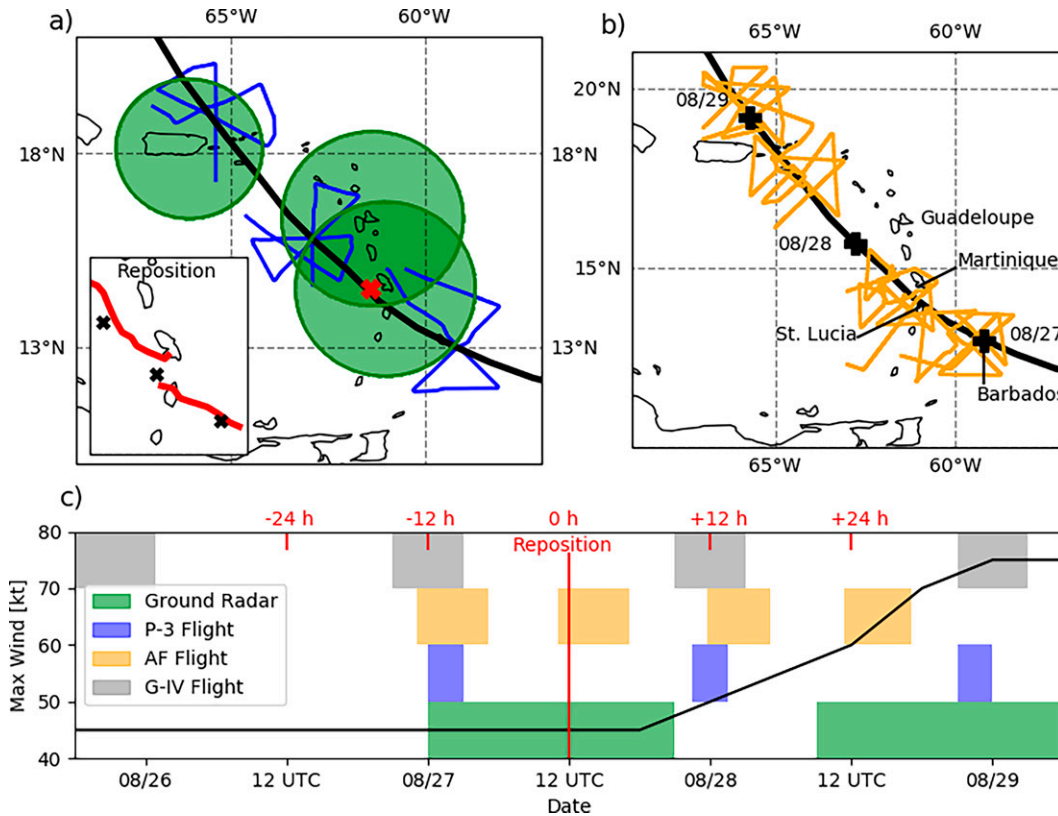 a)
65°W
60°W
18°N
13°N
Reposition
b)
65°W
60°W
20°N
18°N
15°N
13°N
08/29
08/28
08/27
Guadeloupe
Martinique
St. Lucia
Barbados
65°W
60°W
c)
-24 h
-12 h
0 h
+12 h
+24 h
Reposition
Max Wind [kt]
80
70
60
50
40
Ground Radar
P-3 Flight
AF Flight
G-IV Flight
08/26
12 UTC
08/27
12 UTC
08/28
12 UTC
08/29
Date